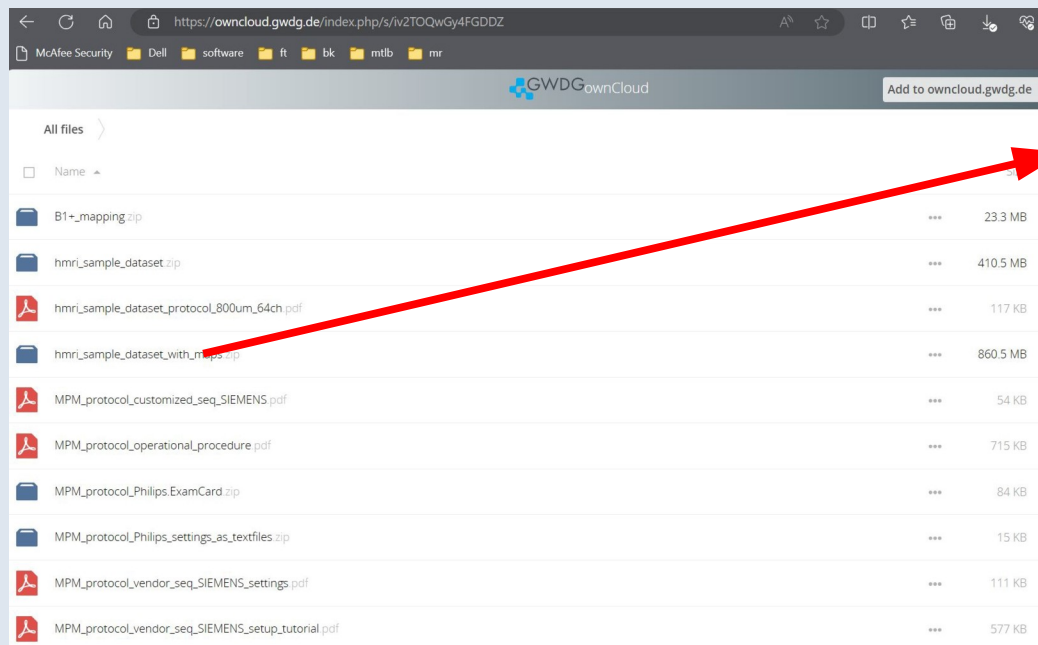 https://owncloud.gwdg.de/index.php/s/iv2TOQwGy4FGDDZ
McAfee Security Dell software ft bk mtlb mr
GWDG ownCloud Add to owncloud.gwdg.de
All files
Name
B1+_mapping.zip ... 23.3 MB
hmri_sample_dataset.zip ... 410.5 MB
hmri_sample_dataset_protocol_800um_64ch.pdf ... 117 KB
hmri_sample_dataset_with_maps.zip ... 860.5 MB
MPM_protocol_customized_seq_SIEMENS.pdf ... 54 KB
MPM_protocol_operational_procedure.pdf ... 715 KB
MPM_protocol_Philips.ExamCard.zip ... 84 KB
MPM_protocol_Philips_settings_as_textfiles.zip ... 15 KB
MPM_protocol_vendor_seq_SIEMENS_settings.pdf ... 111 KB
MPM_protocol_vendor_seq_SIEMENS_setup_tutorial.pdf ... 577 KB